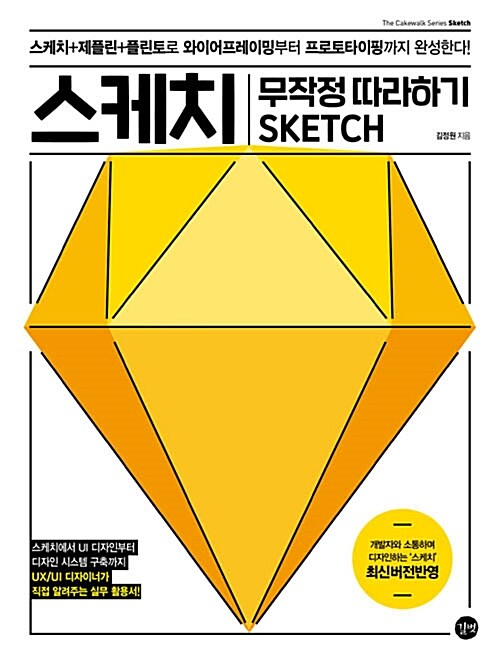 The Cakewalk Series Sketch
스케치+제플린+플린토로 와이어프레이밍부터 프로토타이핑까지 완성한다!
스케치
무작정 따라하기
SKETCH
김정원 지음
스케치에서 UI 디자인부터
디자인 시스템 구축까지
UX/UI 디자이너가
직접 알려주는 실무 활용서!
개발자와 소통하며
디자인하는 '스케치'
최신버전반영
길벗